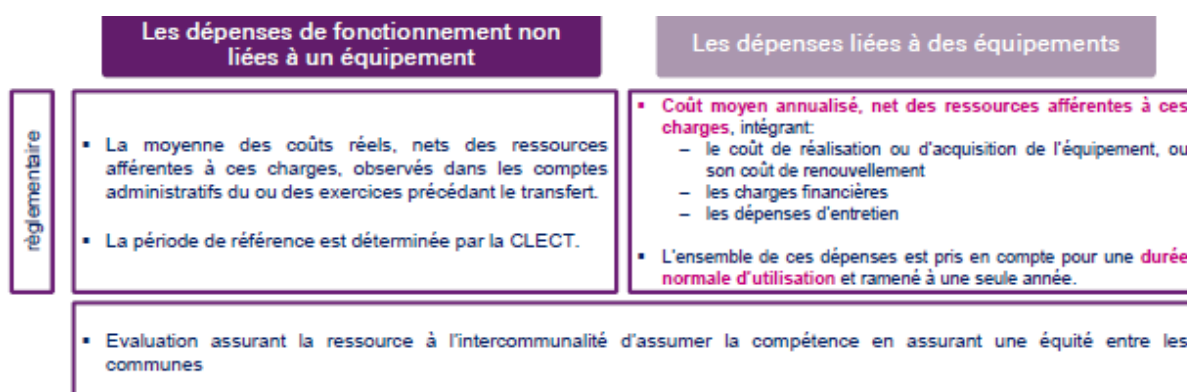 Les dépenses de fonctionnement non
liées à un équipement
Les dépenses liées à des équipements
règlementaire
▪ La moyenne des coûts réels, nets des ressources
afférentes à ces charges, observés dans les comptes
administratifs du ou des exercices précédant le transfert.
▪ La période de référence est déterminée par la CLECT.
▪ Coût moyen annualisé, net des ressources afférentes à ces
charges, intégrant:
– le coût de réalisation ou d'acquisition de l'équipement, ou
son coût de renouvellement
– les charges financières
– les dépenses d'entretien
▪ L'ensemble de ces dépenses est pris en compte pour une durée
normale d'utilisation et ramené à une seule année.
▪ Evaluation assurant la ressource à l'intercommunalité d'assumer la compétence en assurant une équité entre les
communes